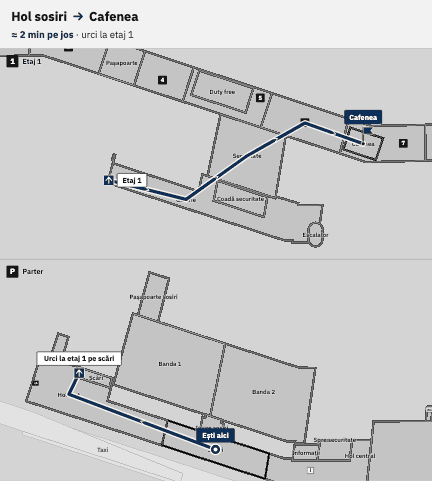 Hol sosiri → Cafenea
≈ 2 min pe jos · urci la etaj 1
1 Etaj 1
Pașapoarte
4
Duty free
5
Cafenea
7
Securitate
Etaj 1
Coadă securitate
Escalator
P Parter
Pașapoarte sosiri
Urci la etaj 1 pe scări
Banda 1
Scări
Banda 2
Ești aici
Taxi
Hol central